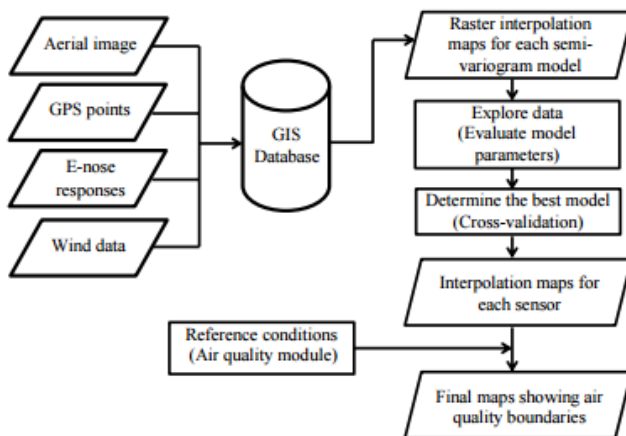 Aerial image
GPS points
E-nose
responses
Wind data
GIS
Database
Raster interpolation
maps for each semi-
variogram model
Explore data
(Evaluate model
parameters)
Determine the best model
(Cross-validation)
Interpolation maps for
each sensor
Reference conditions
(Air quality module)
Final maps showing air
quality boundaries